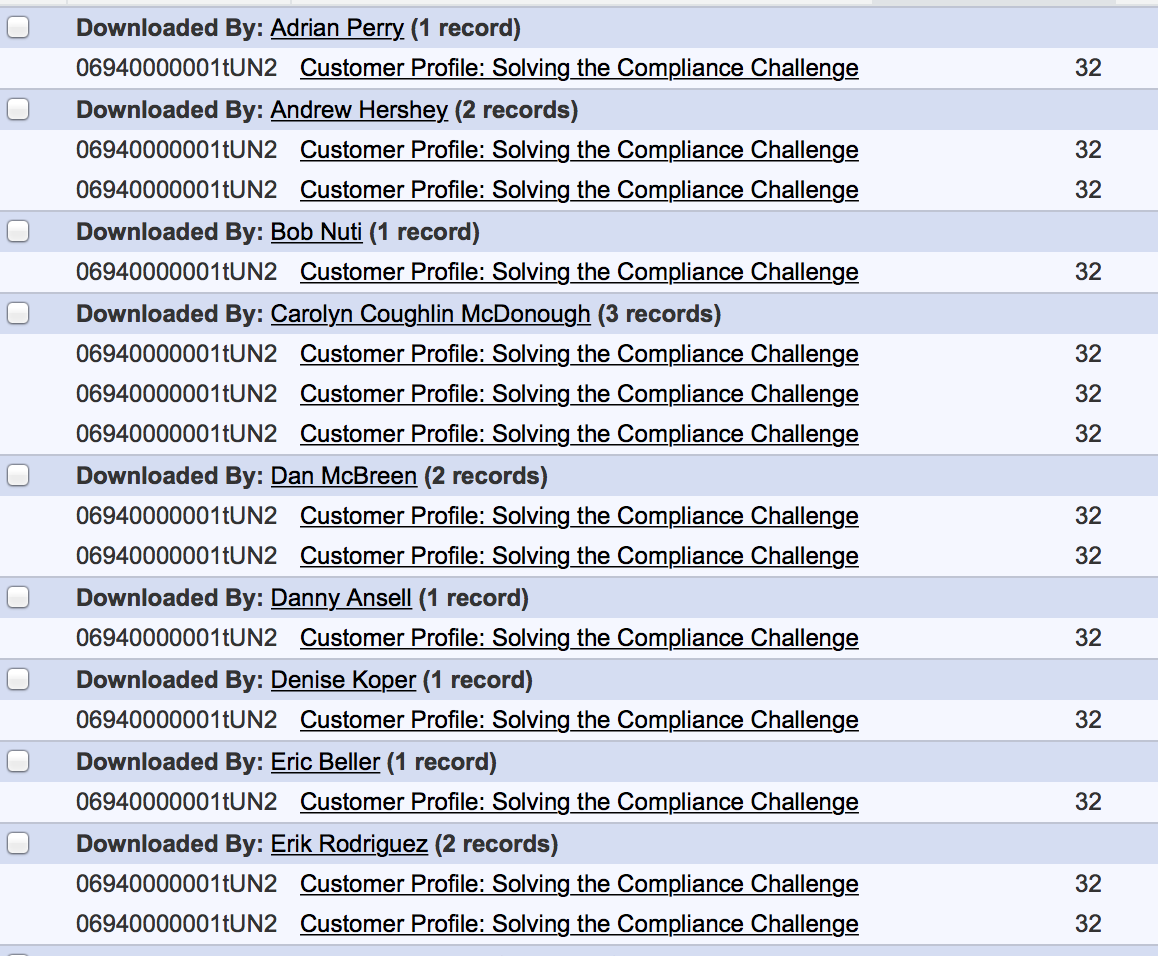 Downloaded By: Adrian Perry (1 record)
06940000001tUN2 Customer Profile: Solving the Compliance Challenge 32
Downloaded By: Andrew Hershey (2 records)
06940000001tUN2 Customer Profile: Solving the Compliance Challenge 32
06940000001tUN2 Customer Profile: Solving the Compliance Challenge 32
Downloaded By: Bob Nuti (1 record)
06940000001tUN2 Customer Profile: Solving the Compliance Challenge 32
Downloaded By: Carolyn Coughlin McDonough (3 records)
06940000001tUN2 Customer Profile: Solving the Compliance Challenge 32
06940000001tUN2 Customer Profile: Solving the Compliance Challenge 32
06940000001tUN2 Customer Profile: Solving the Compliance Challenge 32
Downloaded By: Dan McBreen (2 records)
06940000001tUN2 Customer Profile: Solving the Compliance Challenge 32
06940000001tUN2 Customer Profile: Solving the Compliance Challenge 32
Downloaded By: Danny Ansell (1 record)
06940000001tUN2 Customer Profile: Solving the Compliance Challenge 32
Downloaded By: Denise Koper (1 record)
06940000001tUN2 Customer Profile: Solving the Compliance Challenge 32
Downloaded By: Eric Beller (1 record)
06940000001tUN2 Customer Profile: Solving the Compliance Challenge 32
Downloaded By: Erik Rodriguez (2 records)
06940000001tUN2 Customer Profile: Solving the Compliance Challenge 32
06940000001tUN2 Customer Profile: Solving the Compliance Challenge 32